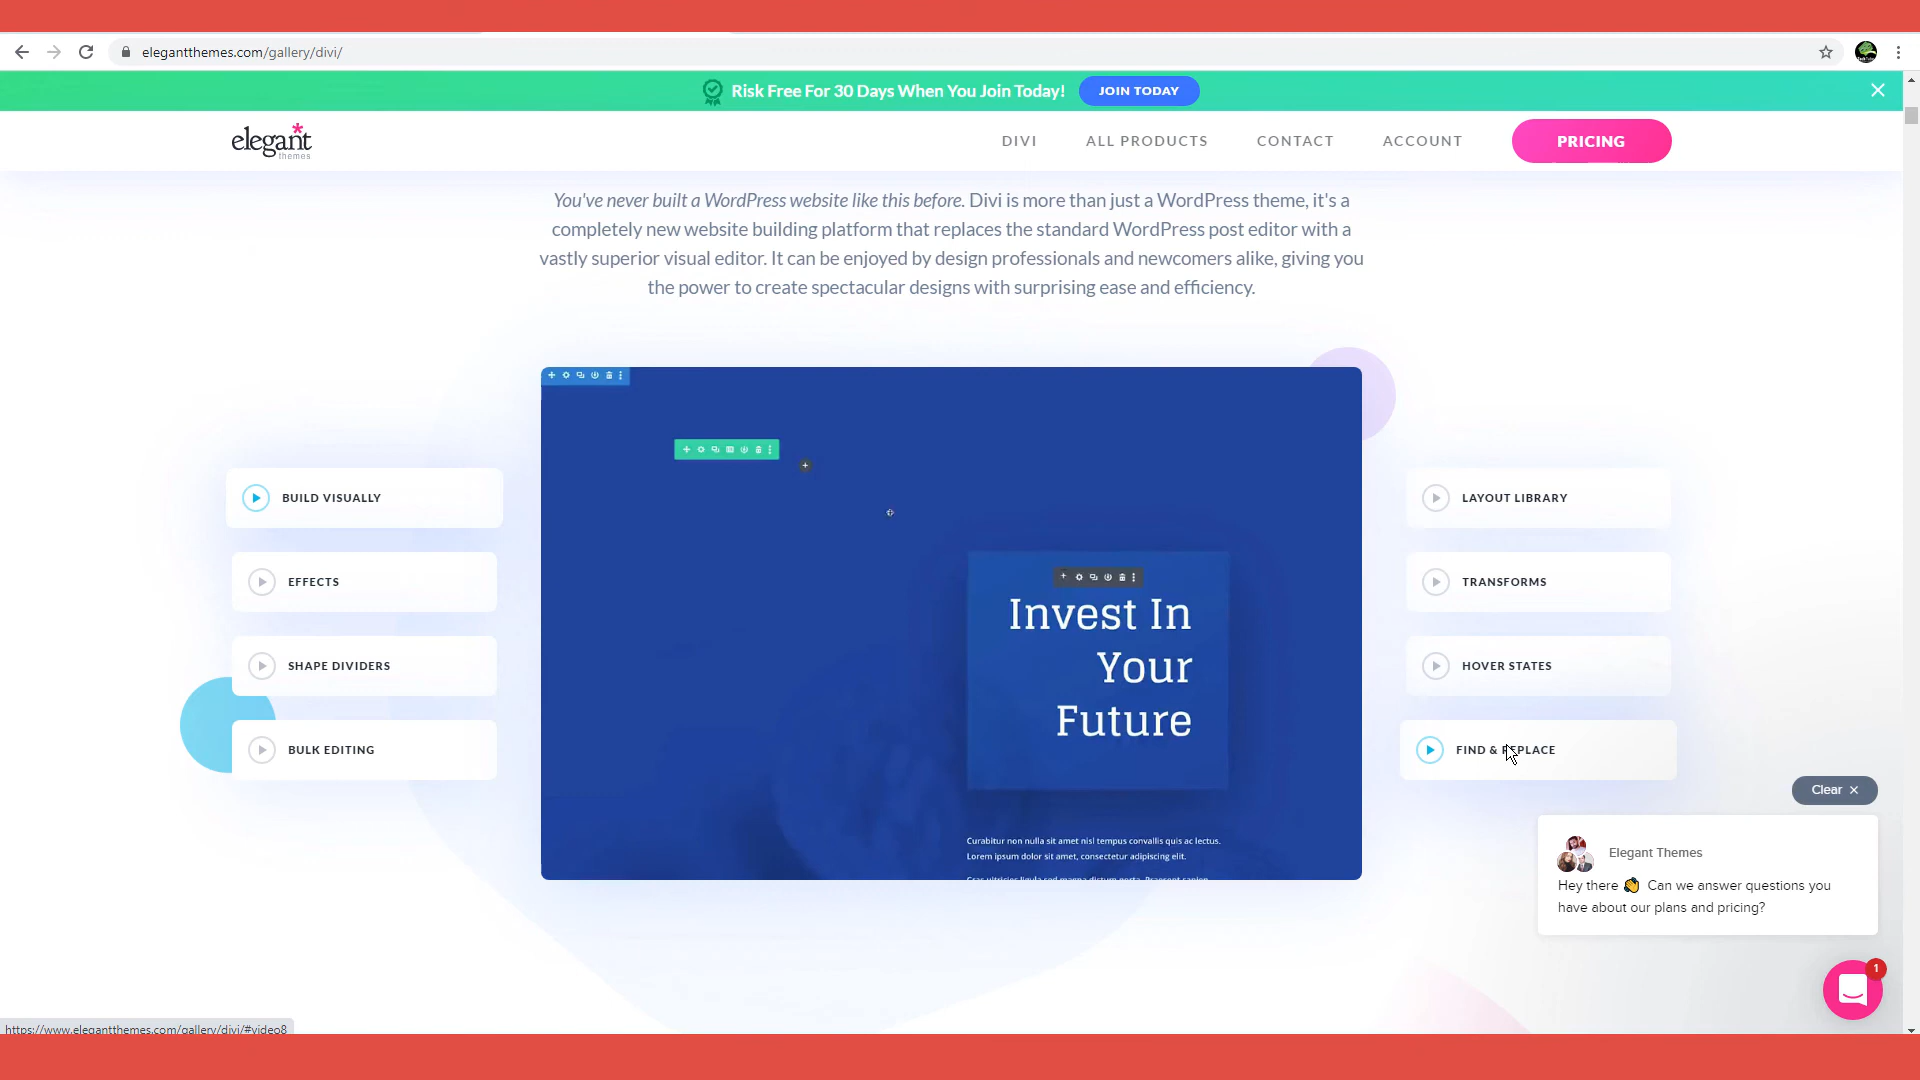 elegantthemes.com/gallery/divi/
Risk Free For 30 Days When You Join Today!
JOIN TODAY
elegant
themes
DIVI
ALL PRODUCTS
CONTACT
ACCOUNT
PRICING
You've never built a WordPress website like this before. Divi is more than just a WordPress theme, it's a
completely new website building platform that replaces the standard WordPress post editor with a
vastly superior visual editor. It can be enjoyed by design professionals and newcomers alike, giving you
the power to create spectacular designs with surprising ease and efficiency.
BUILD VISUALLY
EFFECTS
SHAPE DIVIDERS
BULK EDITING
Invest In
Your
Future
Curabitur non nulla sit amet nisl tempus convallis quis ac lectus.
Lorem ipsum dolor sit amet, consectetur adipiscing elit.
LAYOUT LIBRARY
TRANSFORMS
HOVER STATES
FIND & REPLACE
Clear
Elegant Themes
Hey there 👋 Can we answer questions you
have about our plans and pricing?
1
https://www.elegantthemes.com/gallery/divi/#video8